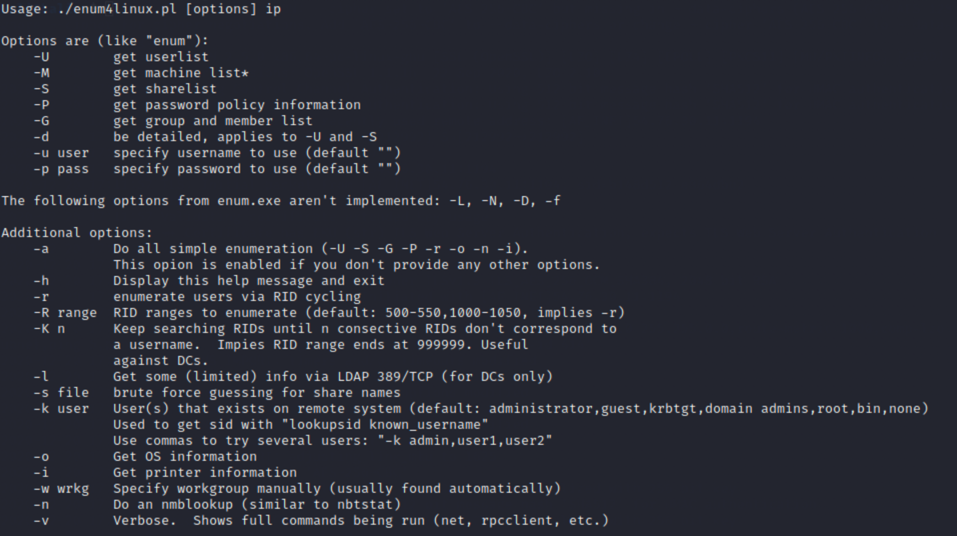 Usage: ./enum4linux.pl [options] ip
Options are (like "enum"):
-U get userlist
-M get machine list*
-S get sharelist
-P get password policy information
-G get group and member list
-d be detailed, applies to -U and -S
-u user specify username to use (default "")
-p pass specify password to use (default "")
The following options from enum.exe aren't implemented: -L, -N, -D, -f
Additional options:
-a Do all simple enumeration (-U -S -G -P -r -o -n -i).
This opion is enabled if you don't provide any other options.
-h Display this help message and exit
-r enumerate users via RID cycling
-R range RID ranges to enumerate (default: 500-550,1000-1050, implies -r)
-K n Keep searching RIDs until n consective RIDs don't correspond to
a username. Impies RID range ends at 999999. Useful
against DCs.
-l Get some (limited) info via LDAP 389/TCP (for DCs only)
-s file brute force guessing for share names
-k user User(s) that exists on remote system (default: administrator,guest,krbtgt,domain admins,root,bin,none)
Used to get sid with "lookupsid known_username"
Use commas to try several users: "-k admin,user1,user2"
-o Get OS information
-i Get printer information
-w wrkg Specify workgroup manually (usually found automatically)
-n Do an nmblookup (similar to nbtstat)
-v Verbose. Shows full commands being run (net, rpcclient, etc.)